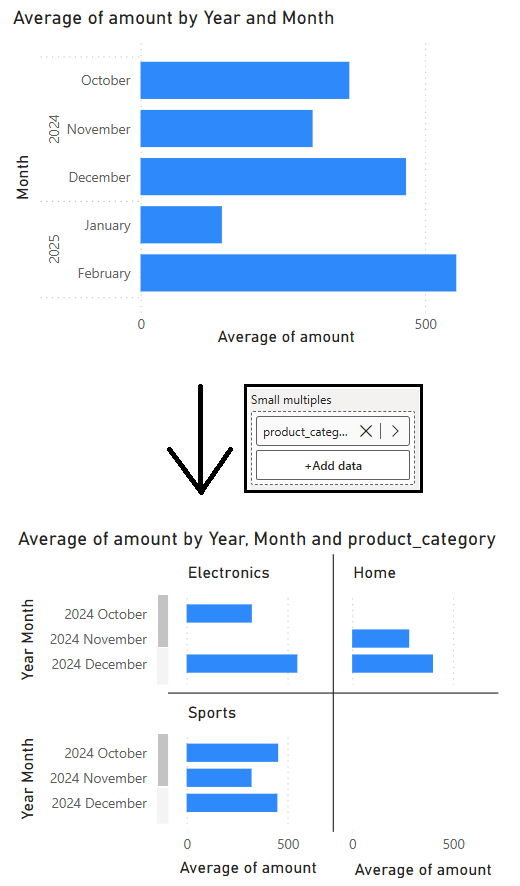 Average of amount by Year and Month
October
2024
November
December
Month
January
2025
February
0
500
Average of amount
Small multiples
product_categ...
+Add data
Average of amount by Year, Month and product_category
Electronics
Home
Year Month
2024 October
2024 November
2024 December
Sports
Year Month
2024 October
2024 November
2024 December
0
500
0
500
Average of amount
Average of amount